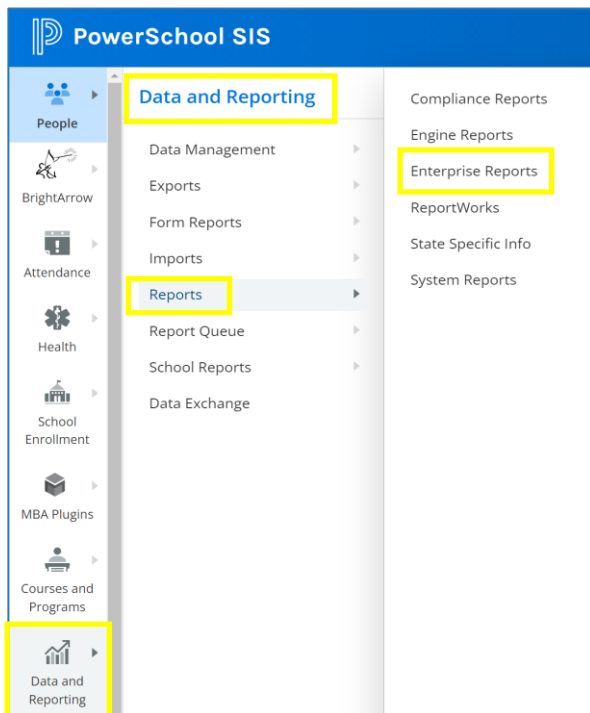 PowerSchool SIS
People
BrightArrow
Attendance
Health
School
Enrollment
MBA Plugins
Courses and
Programs
Data and
Reporting
Data and Reporting
Data Management
Exports
Form Reports
Imports
Reports
Report Queue
School Reports
Data Exchange
Compliance Reports
Engine Reports
Enterprise Reports
ReportWorks
State Specific Info
System Reports